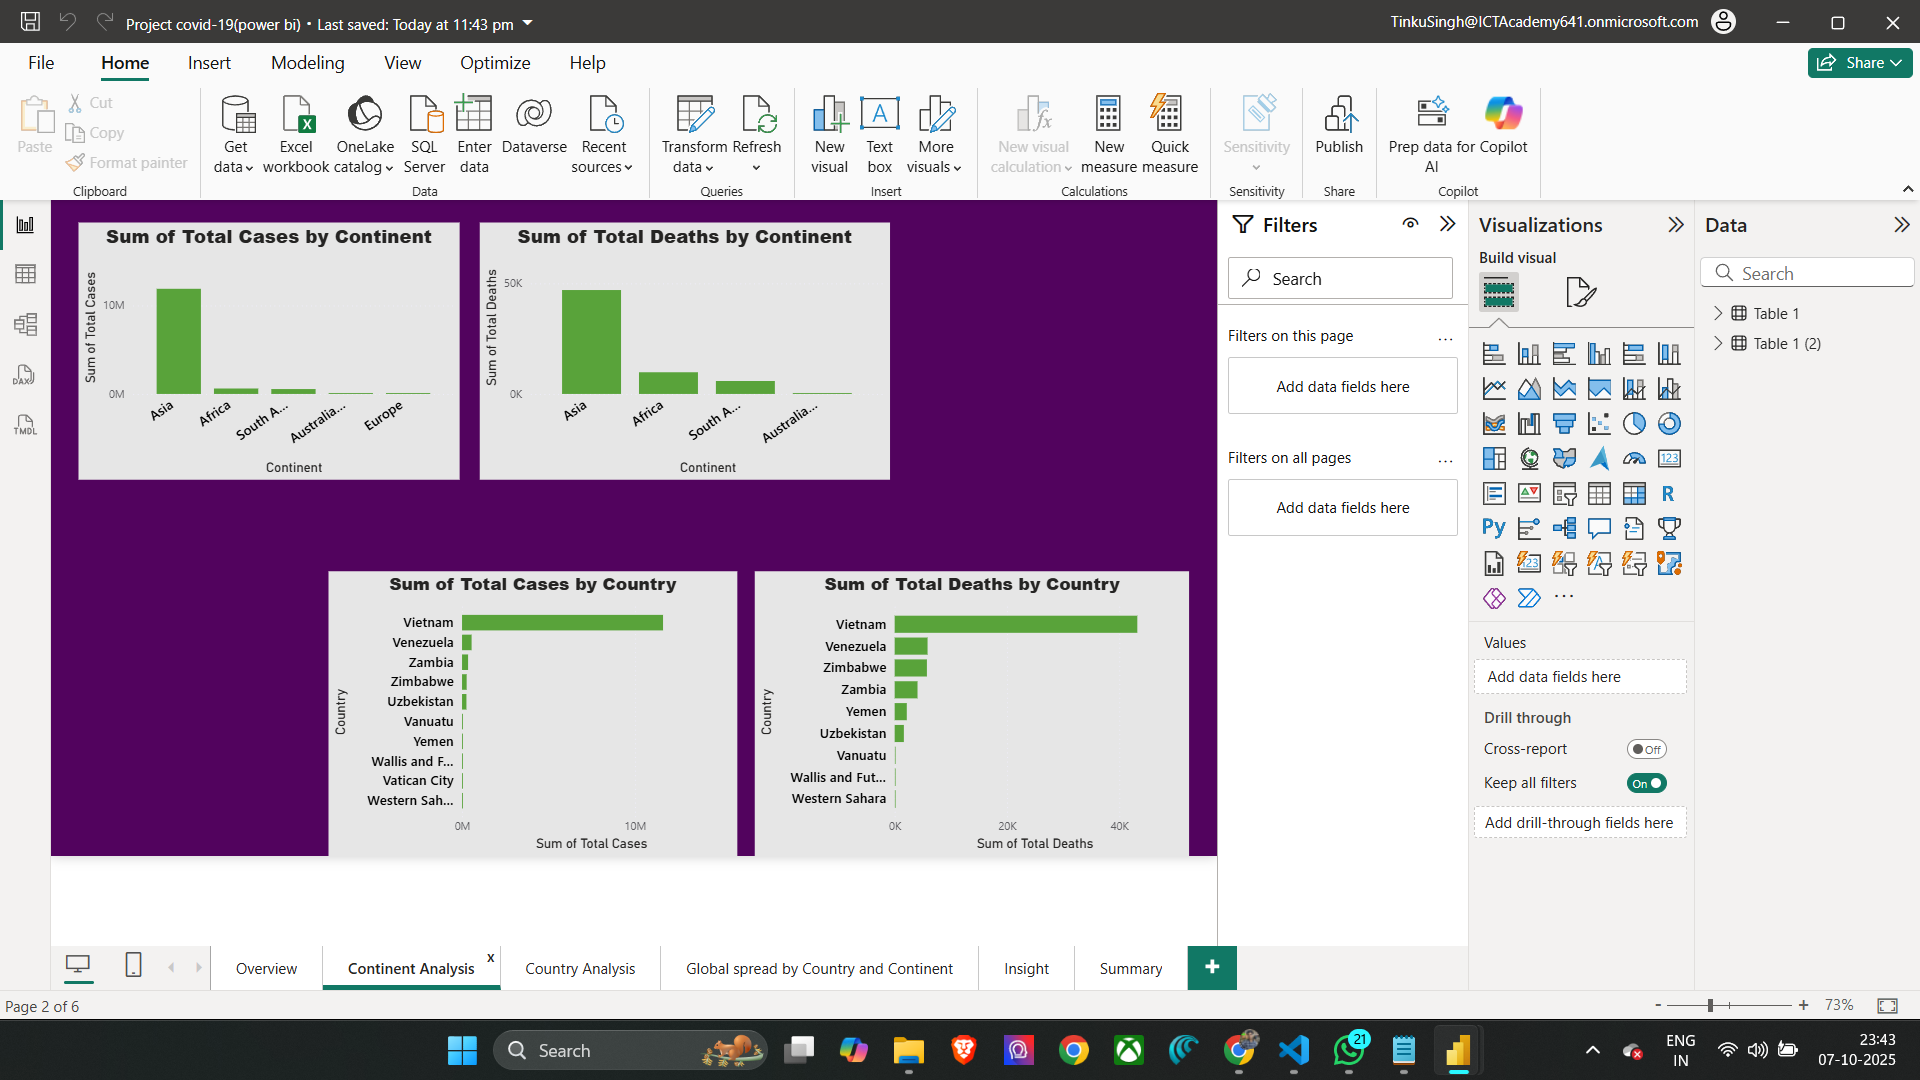 Project covid-19(power bi) • Last saved: Today at 11:43 pm
TinkuSingh@ICTAcademy641.onmicrosoft.com
File Home Insert Modeling View Optimize Help
Share
Paste
Cut
Copy
Format painter
Clipboard
Get data
Excel workbook
OneLake catalog
SQL Server
Enter data
Dataverse
Recent sources
Data
Transform data
Refresh
Queries
New visual
Text box
More visuals
Insert
New visual calculation
New measure
Quick measure
Calculations
Sensitivity
Sensitivity
Publish
Share
Prep data for AI
Copilot
Copilot
DAX
TMDL
Sum of Total Cases by Continent
Sum of Total Cases
10M
0M
Asia
Africa
South A...
Australia...
Europe
Continent
Sum of Total Deaths by Continent
Sum of Total Deaths
50K
0K
Asia
Africa
South A...
Australia...
Continent
Sum of Total Cases by Country
Country
Vietnam
Venezuela
Zambia
Zimbabwe
Uzbekistan
Vanuatu
Yemen
Wallis and F...
Vatican City
Western Sah...
0M 10M
Sum of Total Cases
Sum of Total Deaths by Country
Country
Vietnam
Venezuela
Zimbabwe
Zambia
Yemen
Uzbekistan
Vanuatu
Wallis and Fut...
Western Sahara
0K 20K 40K
Sum of Total Deaths
Filters
Search
Filters on this page ...
Add data fields here
Filters on all pages ...
Add data fields here
Visualizations
Build visual
123
R
Py
123
...
Values
Add data fields here
Drill through
Cross-report
Off
Keep all filters
On
Add drill-through fields here
Data
Search
Table 1
Table 1 (2)
Overview
Continent Analysis
x
Country Analysis
Global spread by Country and Continent
Insight
Summary
+
Page 2 of 6
- + 73%
Search
21
ENG
IN
23:43
07-10-2025